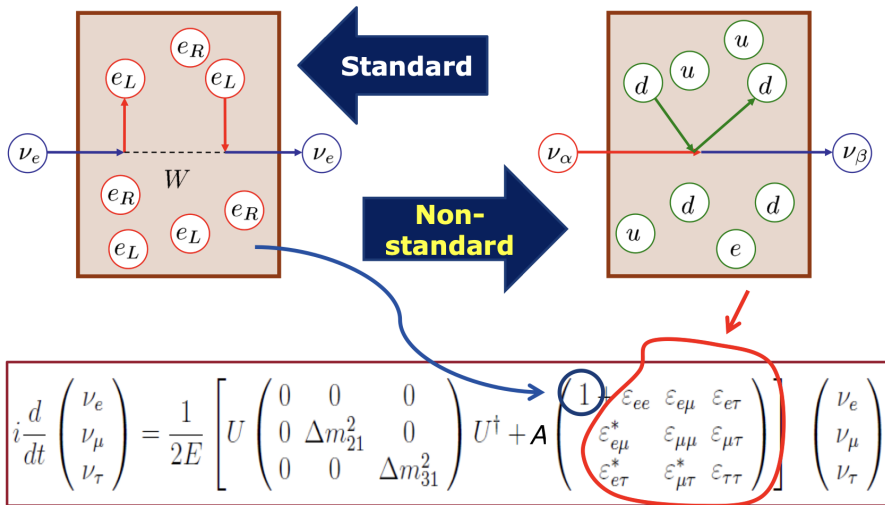 e_R
e_L e_L
Standard
ν_e W ν_e
e_R e_R
e_L e_L
u
d u d
ν_α ν_β
Non-
standard
d d
u e
i d/dt ( ν_e ν_μ ν_τ ) = 1/2E [ U ( 0 0 0
0 Δm²_21 0
0 0 Δm²_31 ) U† + A ( 1 + ε_ee ε_eμ ε_eτ
ε*_eμ ε_μμ ε_μτ
ε*_eτ ε*_μτ ε_ττ ) ] ( ν_e ν_μ ν_τ )